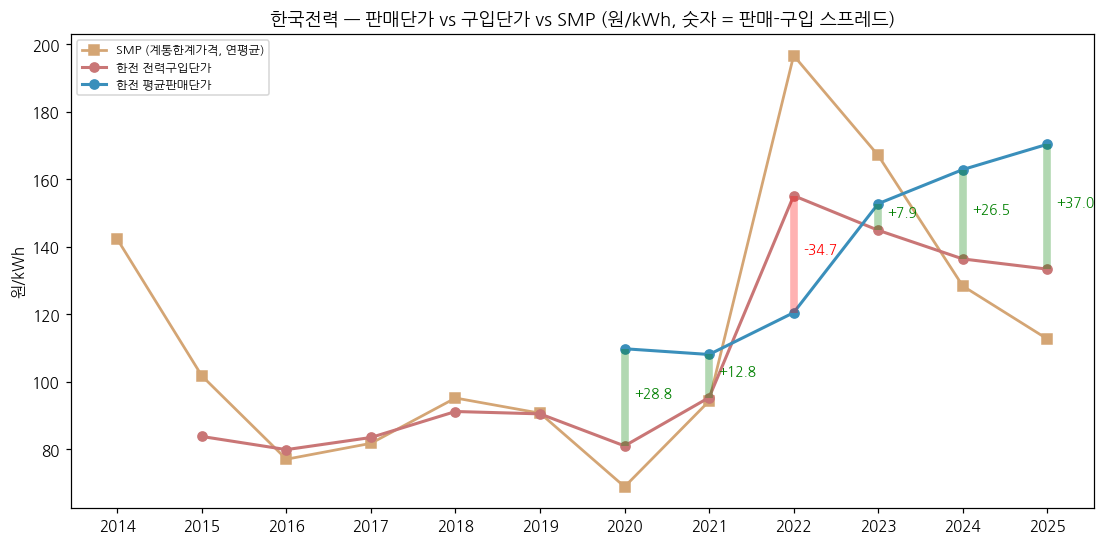 한국전력 — 판매단가 vs 구입단가 vs SMP (원/kWh, 숫자 = 판매-구입 스프레드)
SMP (계통한계가격, 연평균)
한전 전력구입단가
한전 평균판매단가
원/kWh
200
180
160
140
120
100
80
+28.8
+12.8
-34.7
+7.9
+26.5
+37.0
2014 2015 2016 2017 2018 2019 2020 2021 2022 2023 2024 2025